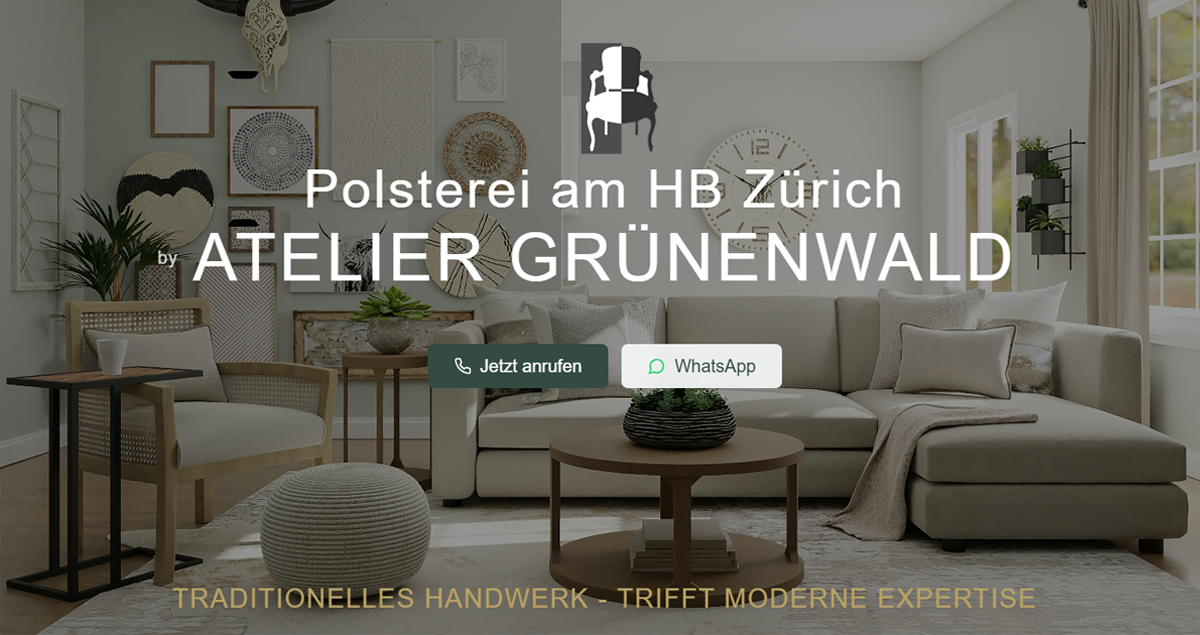 Polsterei am HB Zürich
by ATELIER GRÜNENWALD
Jetzt anrufen
WhatsApp
TRADITIONELLES HANDWERK - TRIFFT MODERNE EXPERTISE